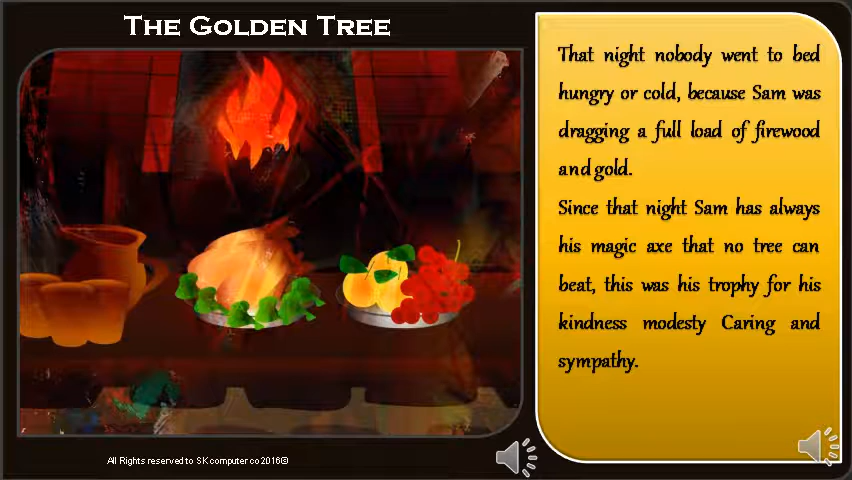 THE GOLDEN TREE
That night nobody went to bed
hungry or cold, because Sam was
dragging a full load of firewood
and gold.
Since that night Sam has always
his magic axe that no tree can
beat, this was his trophy for his
kindness modesty Caring and
sympathy.
All Rights reserved to SK computer co 2016©